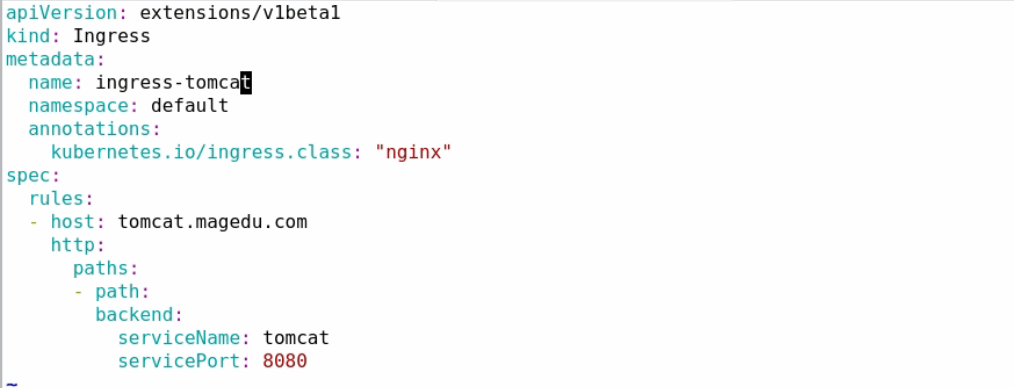 apiVersion: extensions/v1beta1
kind: Ingress
metadata:
  name: ingress-tomcat
  namespace: default
  annotations:
    kubernetes.io/ingress.class: "nginx"
spec:
  rules:
  - host: tomcat.magedu.com
    http:
      paths:
      - path:
        backend:
          serviceName: tomcat
          servicePort: 8080
~